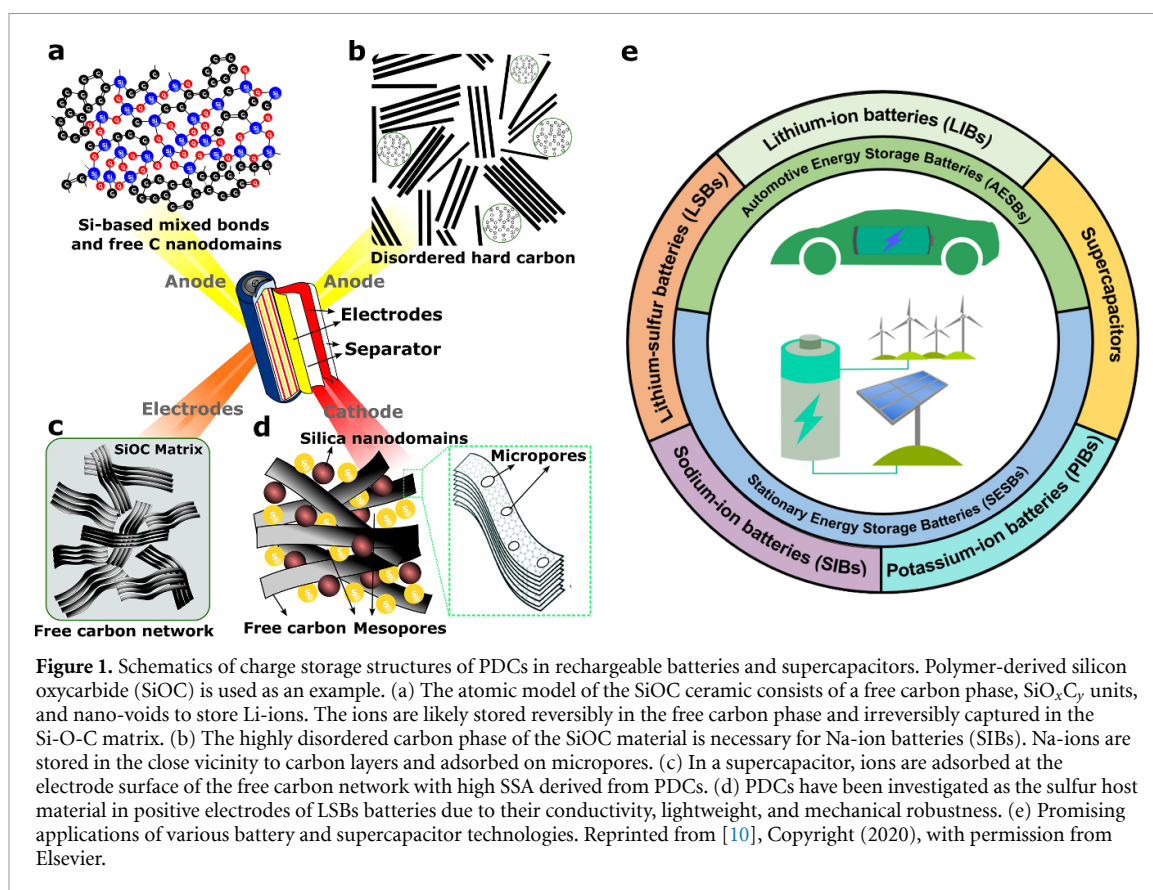 a
b
e
Si-based mixed bonds
and free C nanodomains
Disordered hard carbon
Anode
Anode
Electrodes
Separator
Electrodes
Cathode
c
SiOC Matrix
Free carbon network
d
Silica nanodomains
Micropores
Free carbon
Mesopores
Lithium-ion batteries (LIBs)
Automotive Energy Storage Batteries (AESBs)
Lithium-sulfur batteries (LSBs)
Supercapacitors
Stationary Energy Storage Batteries (SESBs)
Sodium-ion batteries (SIBs)
Potassium-ion batteries (PIBs)
Figure 1. Schematics of charge storage structures of PDCs in rechargeable batteries and supercapacitors. Polymer-derived silicon
oxycarbide (SiOC) is used as an example. (a) The atomic model of the SiOC ceramic consists of a free carbon phase, SiOxCy units,
and nano-voids to store Li-ions. The ions are likely stored reversibly in the free carbon phase and irreversibly captured in the
Si-O-C matrix. (b) The highly disordered carbon phase of the SiOC material is necessary for Na-ion batteries (SIBs). Na-ions are
stored in the close vicinity to carbon layers and adsorbed on micropores. (c) In a supercapacitor, ions are adsorbed at the
electrode surface of the free carbon network with high SSA derived from PDCs. (d) PDCs have been investigated as the sulfur host
material in positive electrodes of LSBs batteries due to their conductivity, lightweight, and mechanical robustness. (e) Promising
applications of various battery and supercapacitor technologies. Reprinted from [10], Copyright (2020), with permission from
Elsevier.